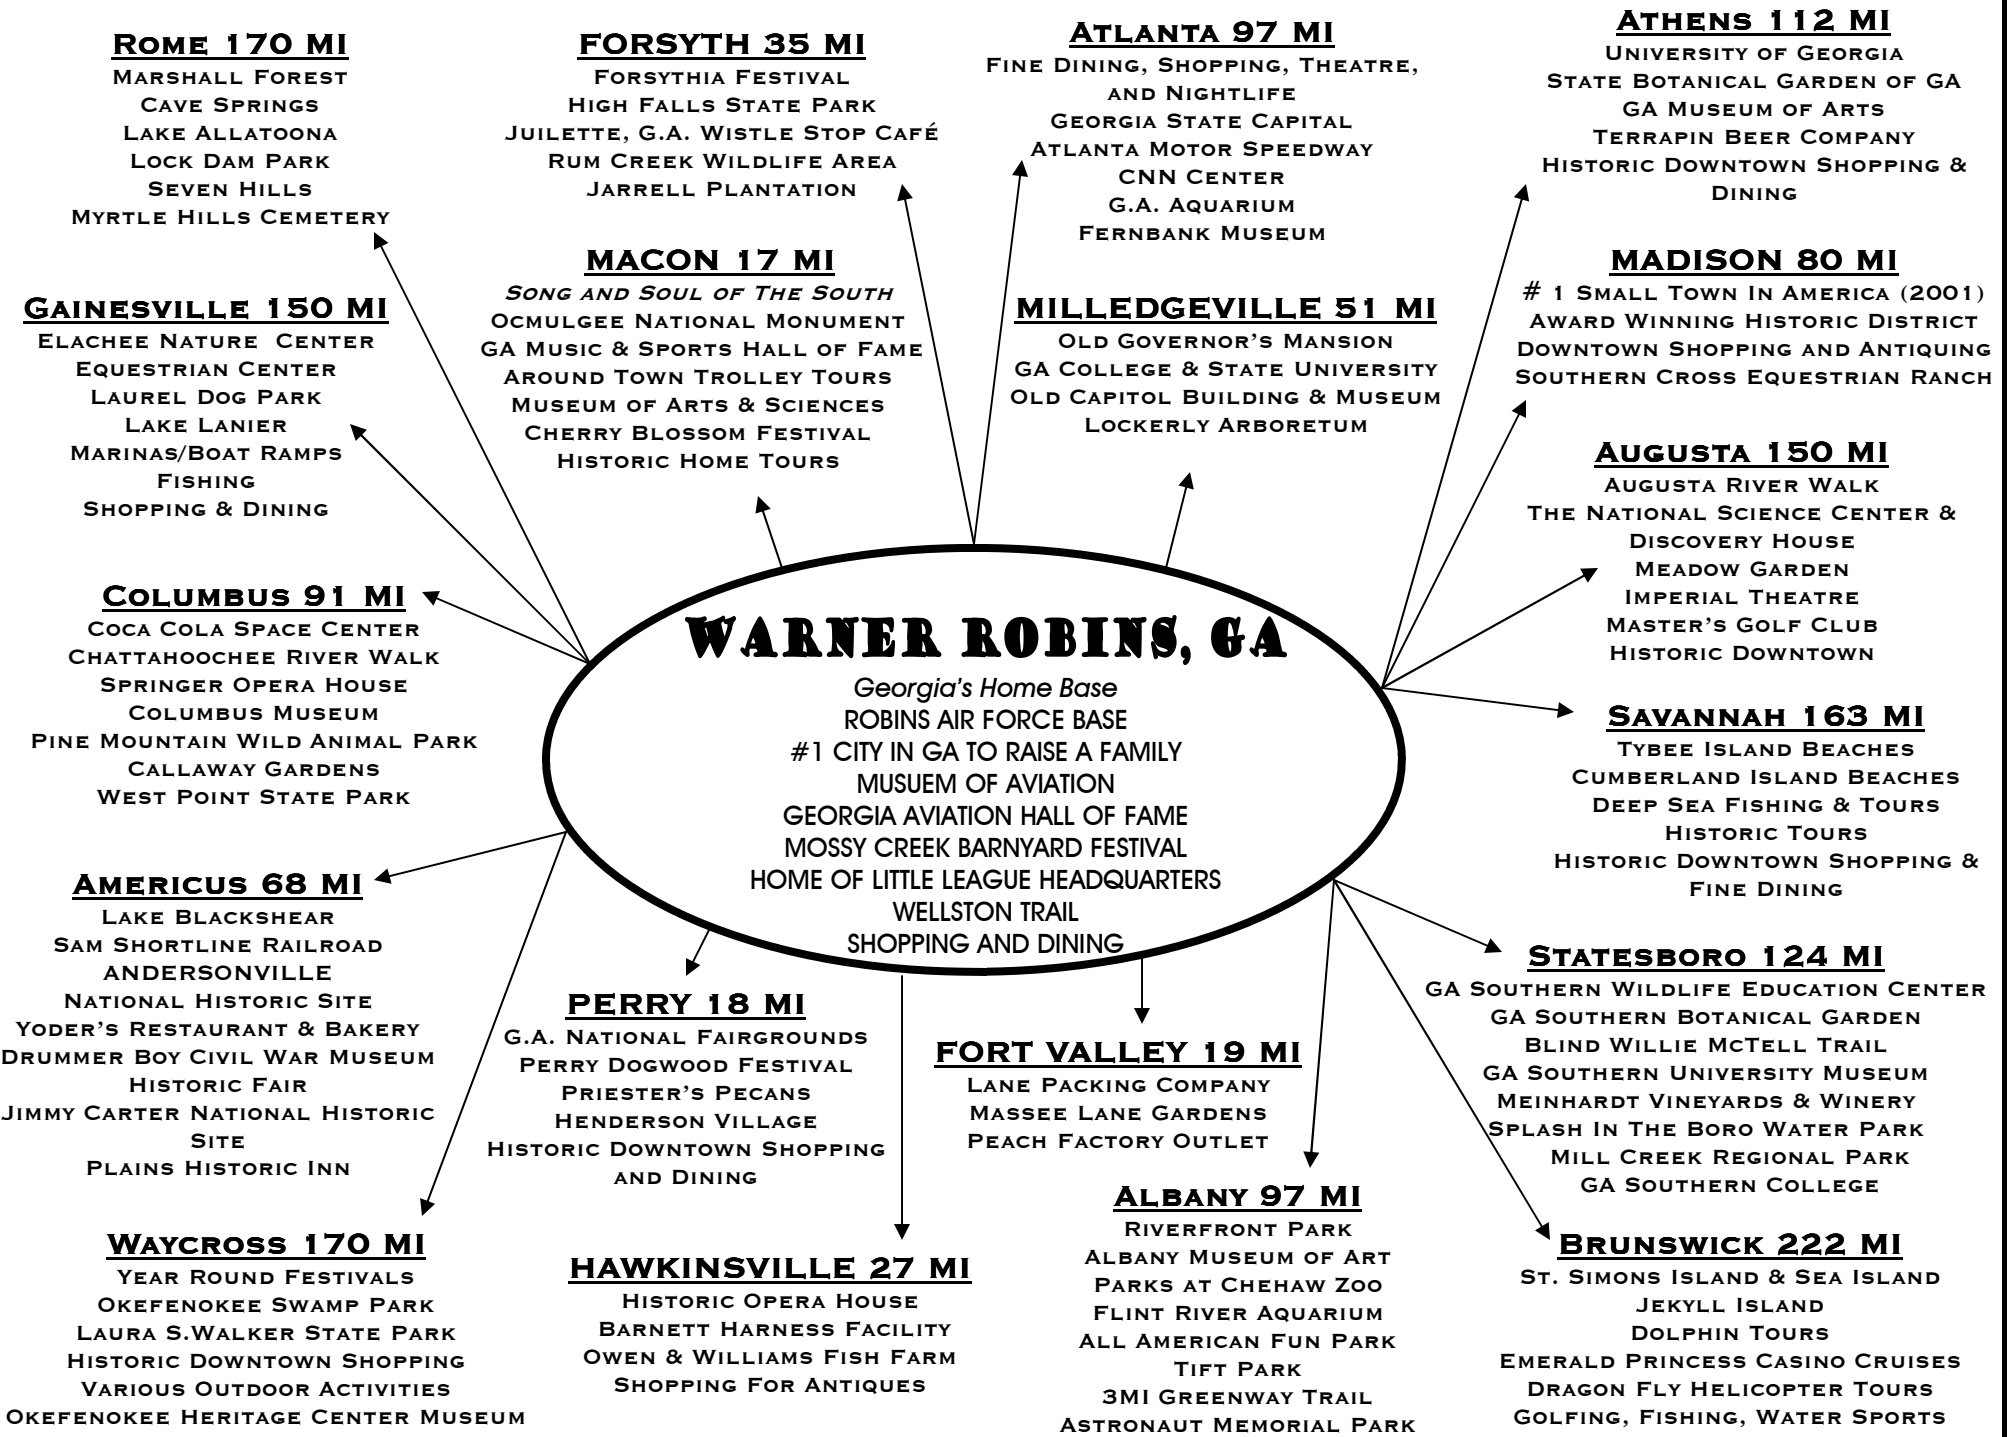 Rome 170 MI
Marshall Forest
Cave Springs
Lake Allatoona
Lock Dam Park
Seven Hills
Myrtle Hills Cemetery
FORSYTH 35 MI
Forsythia Festival
High Falls State Park
Juilette, G.A. Wistle Stop Café
Rum Creek Wildlife Area
Jarrell Plantation
Atlanta 97 MI
Fine Dining, Shopping, Theatre,
and Nightlife
Georgia State Capital
Atlanta Motor Speedway
CNN Center
G.A. Aquarium
Fernbank Museum
Athens 112 MI
University of Georgia
State Botanical Garden of GA
GA Museum of Arts
Terrapin Beer Company
Historic Downtown Shopping &
Dining
Gainesville 150 MI
Elachee Nature Center
Equestrian Center
Laurel Dog Park
Lake Lanier
Marinas/Boat Ramps
Fishing
Shopping & Dining
MACON 17 MI
Song and Soul of The South
Ocmulgee National Monument
GA Music & Sports Hall of Fame
Around Town Trolley Tours
Museum of Arts & Sciences
Cherry Blossom Festival
Historic Home Tours
MILLEDGEVILLE 51 MI
Old Governor's Mansion
GA College & State University
Old Capitol Building & Museum
Lockerly Arboretum
MADISON 80 MI
# 1 Small Town In America (2001)
Award Winning Historic District
Downtown Shopping and Antiquing
Southern Cross Equestrian Ranch
Augusta 150 MI
Augusta River Walk
The National Science Center &
Discovery House
Meadow Garden
Imperial Theatre
Master's Golf Club
Historic Downtown
Columbus 91 MI
Coca Cola Space Center
Chattahoochee River Walk
Springer Opera House
Columbus Museum
Pine Mountain Wild Animal Park
Callaway Gardens
West Point State Park
WARNER ROBINS, GA
Georgia's Home Base
ROBINS AIR FORCE BASE
#1 CITY IN GA TO RAISE A FAMILY
MUSUEM OF AVIATION
GEORGIA AVIATION HALL OF FAME
MOSSY CREEK BARNYARD FESTIVAL
HOME OF LITTLE LEAGUE HEADQUARTERS
WELLSTON TRAIL
SHOPPING AND DINING
Savannah 163 MI
Tybee Island Beaches
Cumberland Island Beaches
Deep Sea Fishing & Tours
Historic Tours
Historic Downtown Shopping &
Fine Dining
Americus 68 MI
Lake Blackshear
Sam Shortline Railroad
ANDERSONVILLE
National Historic Site
Yoder's Restaurant & Bakery
Drummer Boy Civil War Museum
Historic Fair
Jimmy Carter National Historic
Site
Plains Historic Inn
PERRY 18 MI
G.A. National Fairgrounds
Perry Dogwood Festival
Priester's Pecans
Henderson Village
Historic Downtown Shopping
and Dining
FORT VALLEY 19 MI
Lane Packing Company
Massee Lane Gardens
Peach Factory Outlet
Statesboro 124 MI
GA Southern Wildlife Education Center
GA Southern Botanical Garden
Blind Willie McTell Trail
GA Southern University Museum
Meinhardt Vineyards & Winery
Splash In The Boro Water Park
Mill Creek Regional Park
GA Southern College
Waycross 170 MI
Year Round Festivals
Okefenokee Swamp Park
Laura S.Walker State Park
Historic Downtown Shopping
Various Outdoor Activities
Okefenokee Heritage Center Museum
HAWKINSVILLE 27 MI
Historic Opera House
Barnett Harness Facility
Owen & Williams Fish Farm
Shopping For Antiques
Albany 97 MI
Riverfront Park
Albany Museum of Art
Parks at Chehaw Zoo
Flint River Aquarium
All American Fun Park
Tift Park
3MI Greenway Trail
Astronaut Memorial Park
Brunswick 222 MI
St. Simons Island & Sea Island
Jekyll Island
Dolphin Tours
Emerald Princess Casino Cruises
Dragon Fly Helicopter Tours
Golfing, Fishing, Water Sports